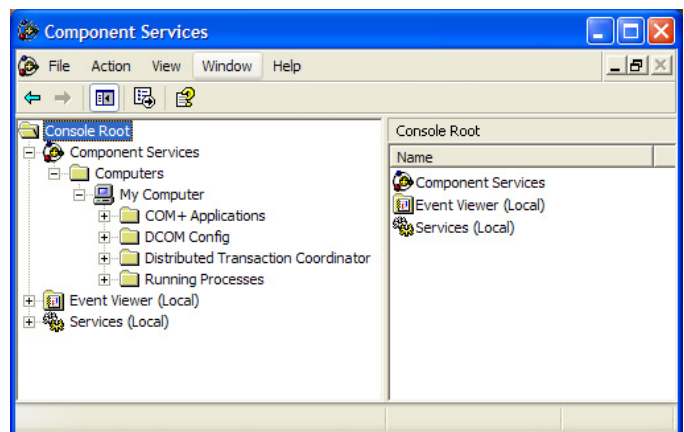 Component Services
File Action View Window Help
Console Root
Component Services
Computers
My Computer
COM+ Applications
DCOM Config
Distributed Transaction Coordinator
Running Processes
Event Viewer (Local)
Services (Local)
Console Root
Name
Component Services
Event Viewer (Local)
Services (Local)